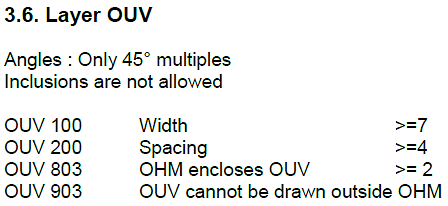 3.6. Layer OUV
Angles : Only 45° multiples
Inclusions are not allowed
OUV 100 Width >=7
OUV 200 Spacing >=4
OUV 803 OHM encloses OUV >= 2
OUV 903 OUV cannot be drawn outside OHM